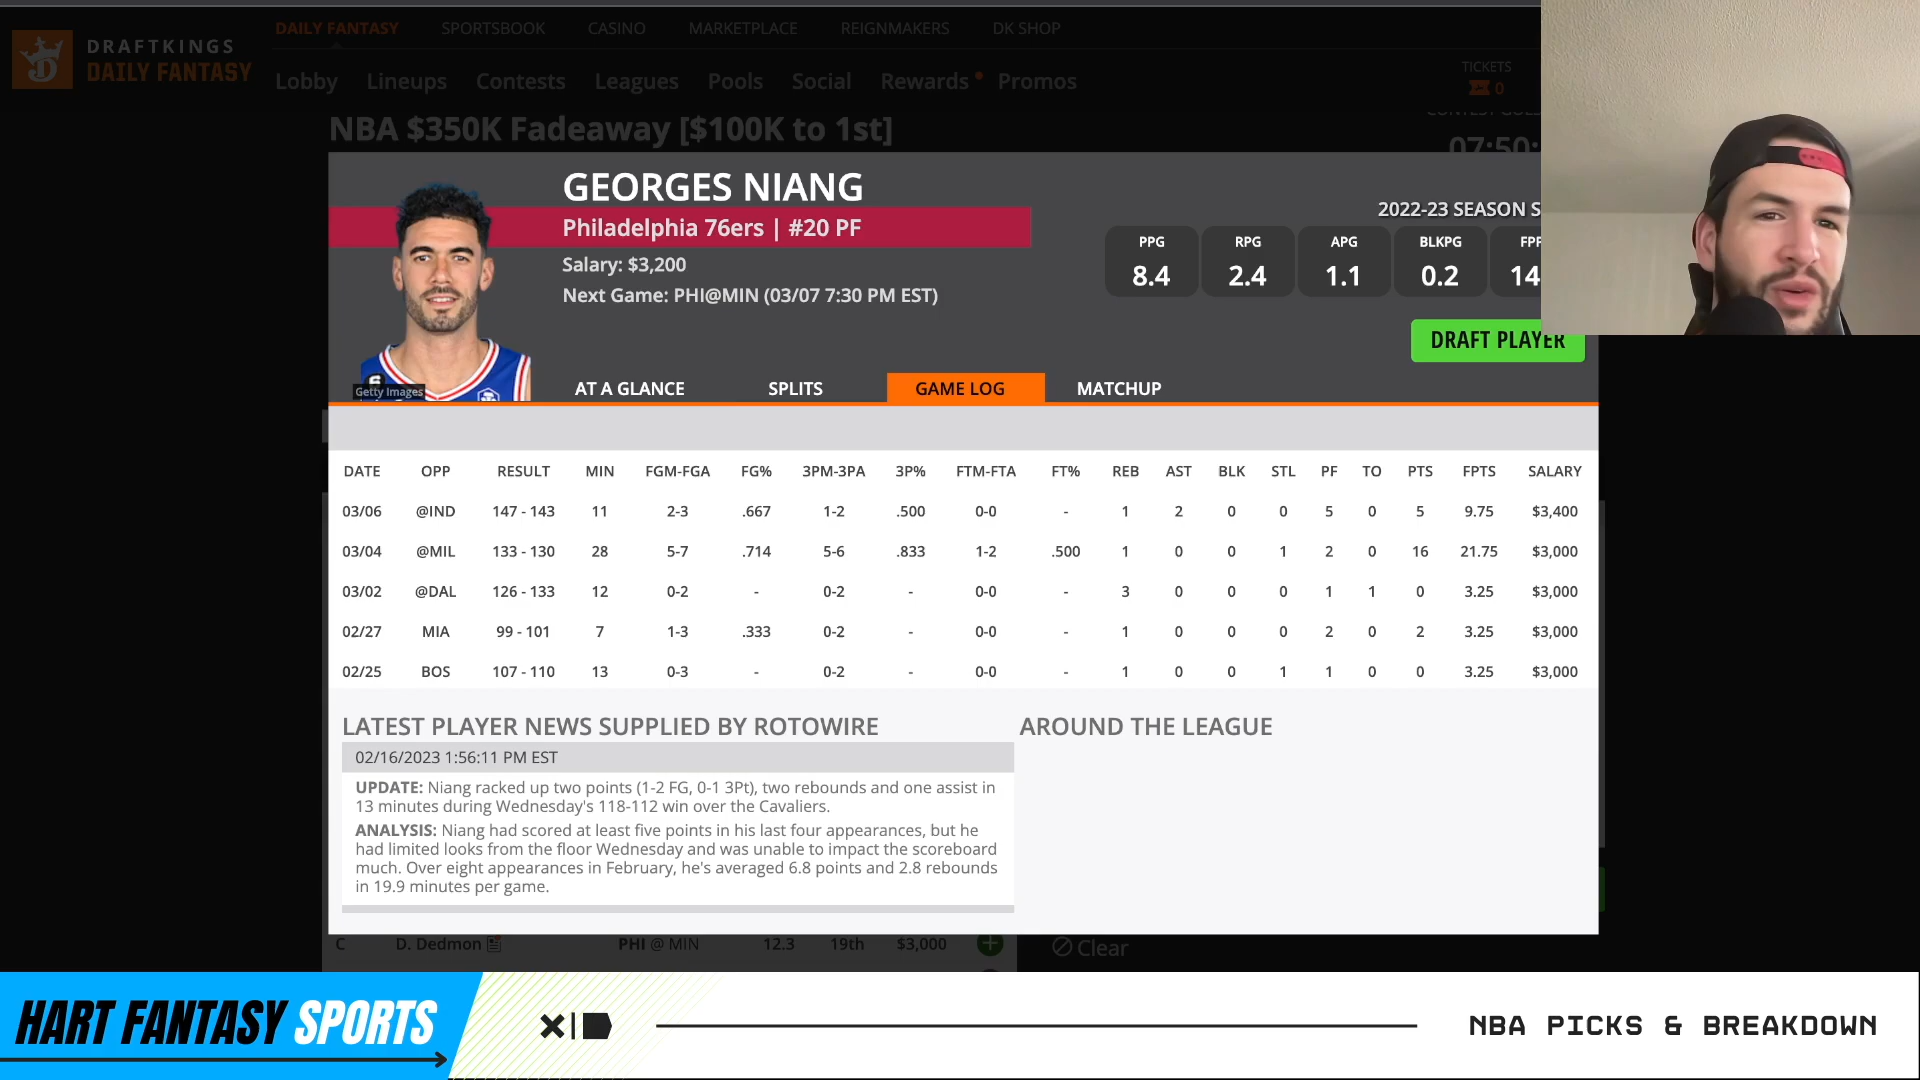 DAILY FANTASY SPORTSBOOK CASINO MARKETPLACE REIGNMAKERS DK SHOP
DRAFTKINGS
DAILY FANTASY
Lobby Lineups Contests Leagues Pools Social Rewards Promos
TICKETS
0
NBA $350K Fadeaway [$100K to 1st]
07:50:
GEORGES NIANG
Philadelphia 76ers | #20 PF
Salary: $3,200
Next Game: PHI@MIN (03/07 7:30 PM EST)
2022-23 SEASON S
PPG RPG APG BLKPG FPP
8.4 2.4 1.1 0.2 14
DRAFT PLAYER
Getty Images
AT A GLANCE SPLITS GAME LOG MATCHUP
DATE OPP RESULT MIN FGM-FGA FG% 3PM-3PA 3P% FTM-FTA FT% REB AST BLK STL PF TO PTS FPTS SALARY
03/06 @IND 147 - 143 11 2-3 .667 1-2 .500 0-0 - 1 2 0 0 5 0 5 9.75 $3,400
03/04 @MIL 133 - 130 28 5-7 .714 5-6 .833 1-2 .500 1 0 0 1 2 0 16 21.75 $3,000
03/02 @DAL 126 - 133 12 0-2 - 0-2 - 0-0 - 3 0 0 0 1 1 0 3.25 $3,000
02/27 MIA 99 - 101 7 1-3 .333 0-2 - 0-0 - 1 0 0 0 2 0 2 3.25 $3,000
02/25 BOS 107 - 110 13 0-3 - 0-2 - 0-0 - 1 0 0 1 1 0 0 3.25 $3,000
LATEST PLAYER NEWS SUPPLIED BY ROTOWIRE
02/16/2023 1:56:11 PM EST
UPDATE: Niang racked up two points (1-2 FG, 0-1 3Pt), two rebounds and one assist in
13 minutes during Wednesday's 118-112 win over the Cavaliers.
ANALYSIS: Niang had scored at least five points in his last four appearances, but he
had limited looks from the floor Wednesday and was unable to impact the scoreboard
much. Over eight appearances in February, he's averaged 6.8 points and 2.8 rebounds
in 19.9 minutes per game.
AROUND THE LEAGUE
C D. Dedmon PHI @ MIN 12.3 19th $3,000
Clear
HART FANTASY SPORTS
NBA PICKS & BREAKDOWN